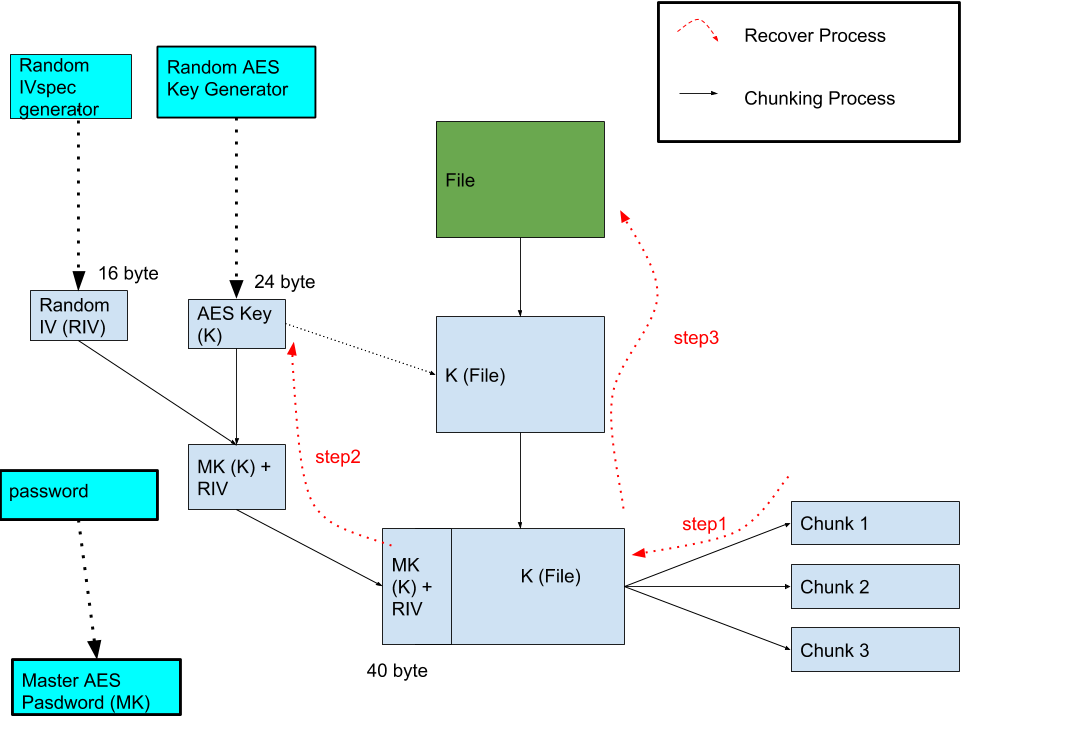 Recover Process
Chunking Process
Random
IVspec
generator
Random AES
Key Generator
File
16 byte
24 byte
Random
IV (RIV)
AES Key
(K)
K (File)
step3
step2
MK (K) +
RIV
password
step1
Chunk 1
Chunk 2
Chunk 3
MK
(K) +
RIV
K (File)
40 byte
Master AES
Pasdword (MK)